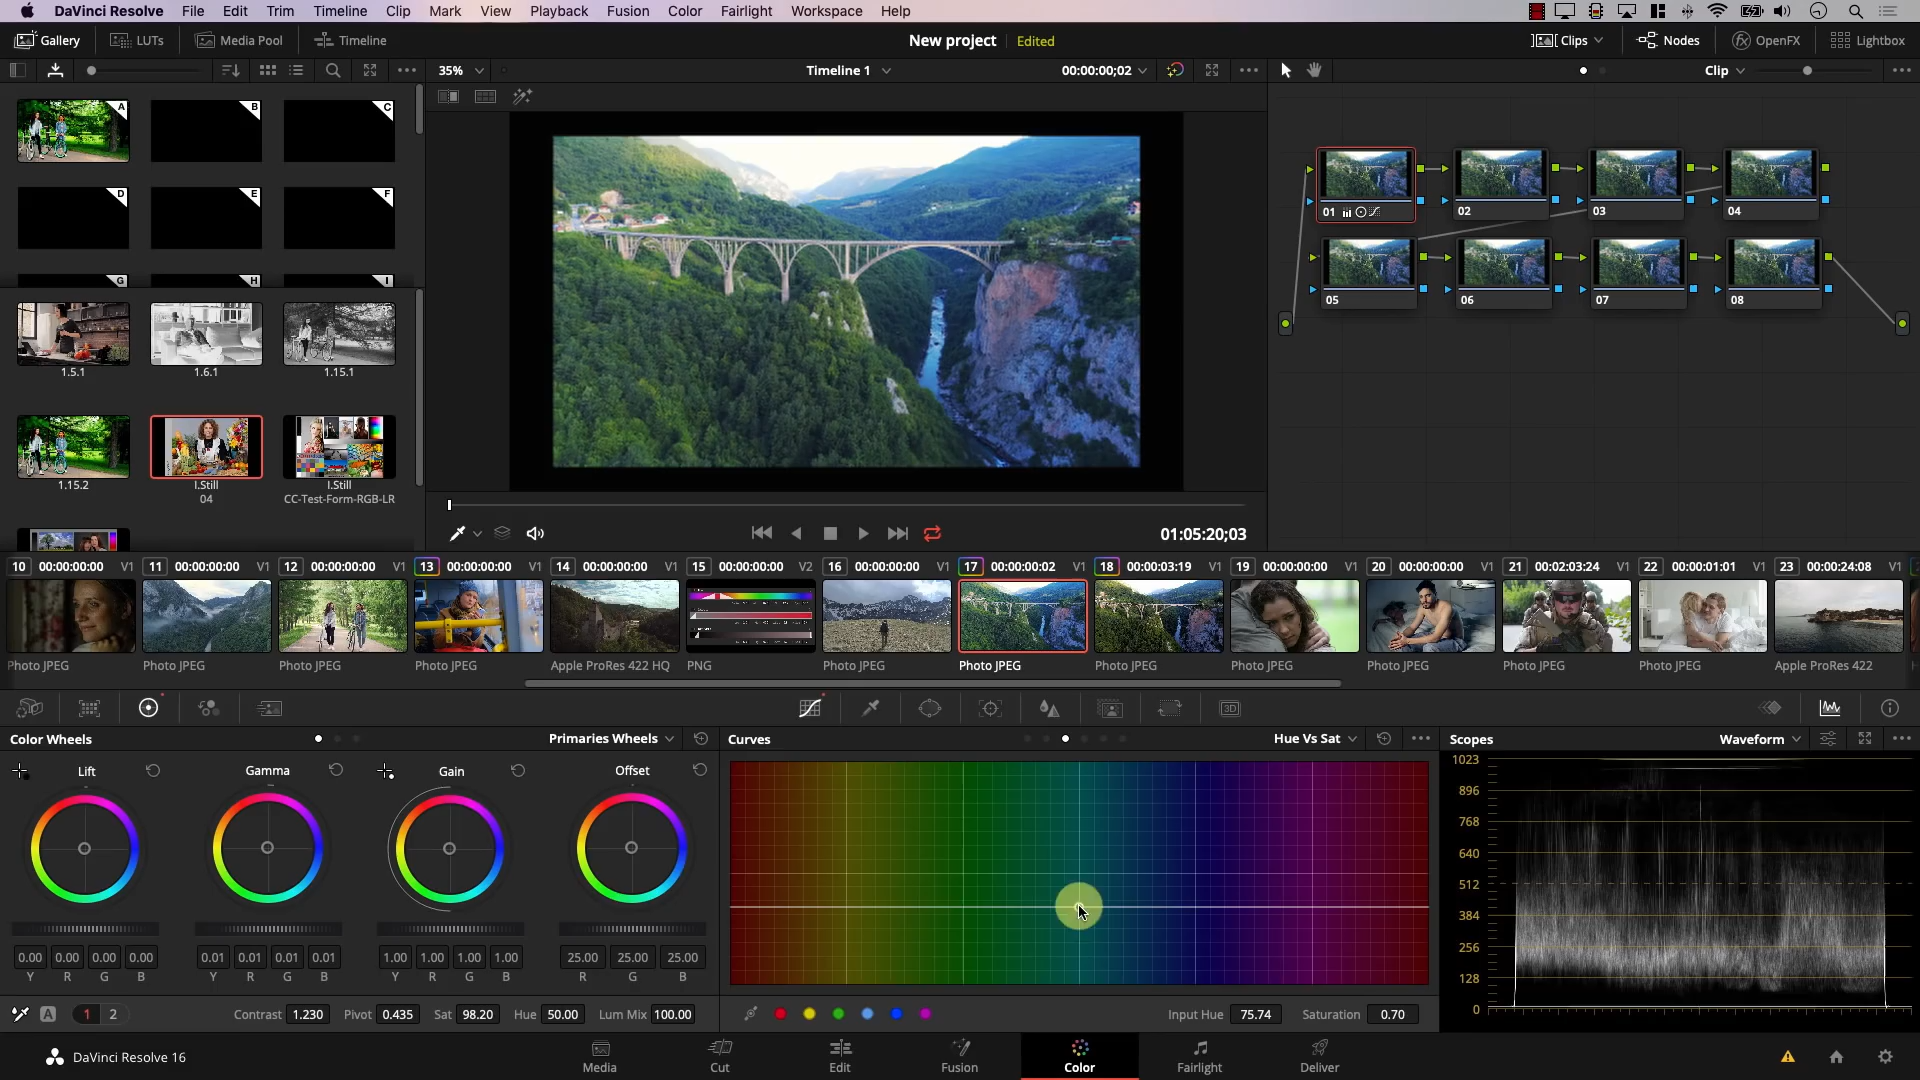 DaVinci Resolve File Edit Trim Timeline Clip Mark View Playback Fusion Color Fairlight Workspace Help
Gallery LUTs Media Pool Timeline New project Edited Clips Nodes OpenFX Lightbox
35% Timeline 1 00:00:00;02 Clip
A B C
D E F
G H I
1.5.1 1.6.1 1.15.1
1.15.2 I.Still I.Still
04 CC-Test-Form-RGB-LR
01 02 03 04
05 06 07 08
01:05:20;03
10 00:00:00:00 V1 11 00:00:00:00 V1 12 00:00:00:00 V1 13 00:00:00:00 V1 14 00:00:00:00 V1 15 00:00:00:00 V2 16 00:00:00:00 V1 17 00:00:00:02 V1 18 00:00:03:19 V1 19 00:00:00:00 V1 20 00:00:00:00 V1 21 00:02:03:24 V1 22 00:00:01:01 V1 23 00:00:24:08 V1
Photo JPEG Photo JPEG Photo JPEG Photo JPEG Apple ProRes 422 HQ PNG Photo JPEG Photo JPEG Photo JPEG Photo JPEG Photo JPEG Photo JPEG Photo JPEG Apple ProRes 422
3D
Color Wheels Primaries Wheels Curves Hue Vs Sat Scopes Waveform
Lift Gamma Gain Offset
1023
896
768
640
512
384
256
128
0
0.00 0.00 0.00 0.00 0.01 0.01 0.01 0.01 1.00 1.00 1.00 1.00 25.00 25.00 25.00
Y R G B Y R G B Y R G B R G B
A 1 2 Contrast 1.230 Pivot 0.435 Sat 98.20 Hue 50.00 Lum Mix 100.00 Input Hue 75.74 Saturation 0.70
DaVinci Resolve 16 Media Cut Edit Fusion Color Fairlight Deliver